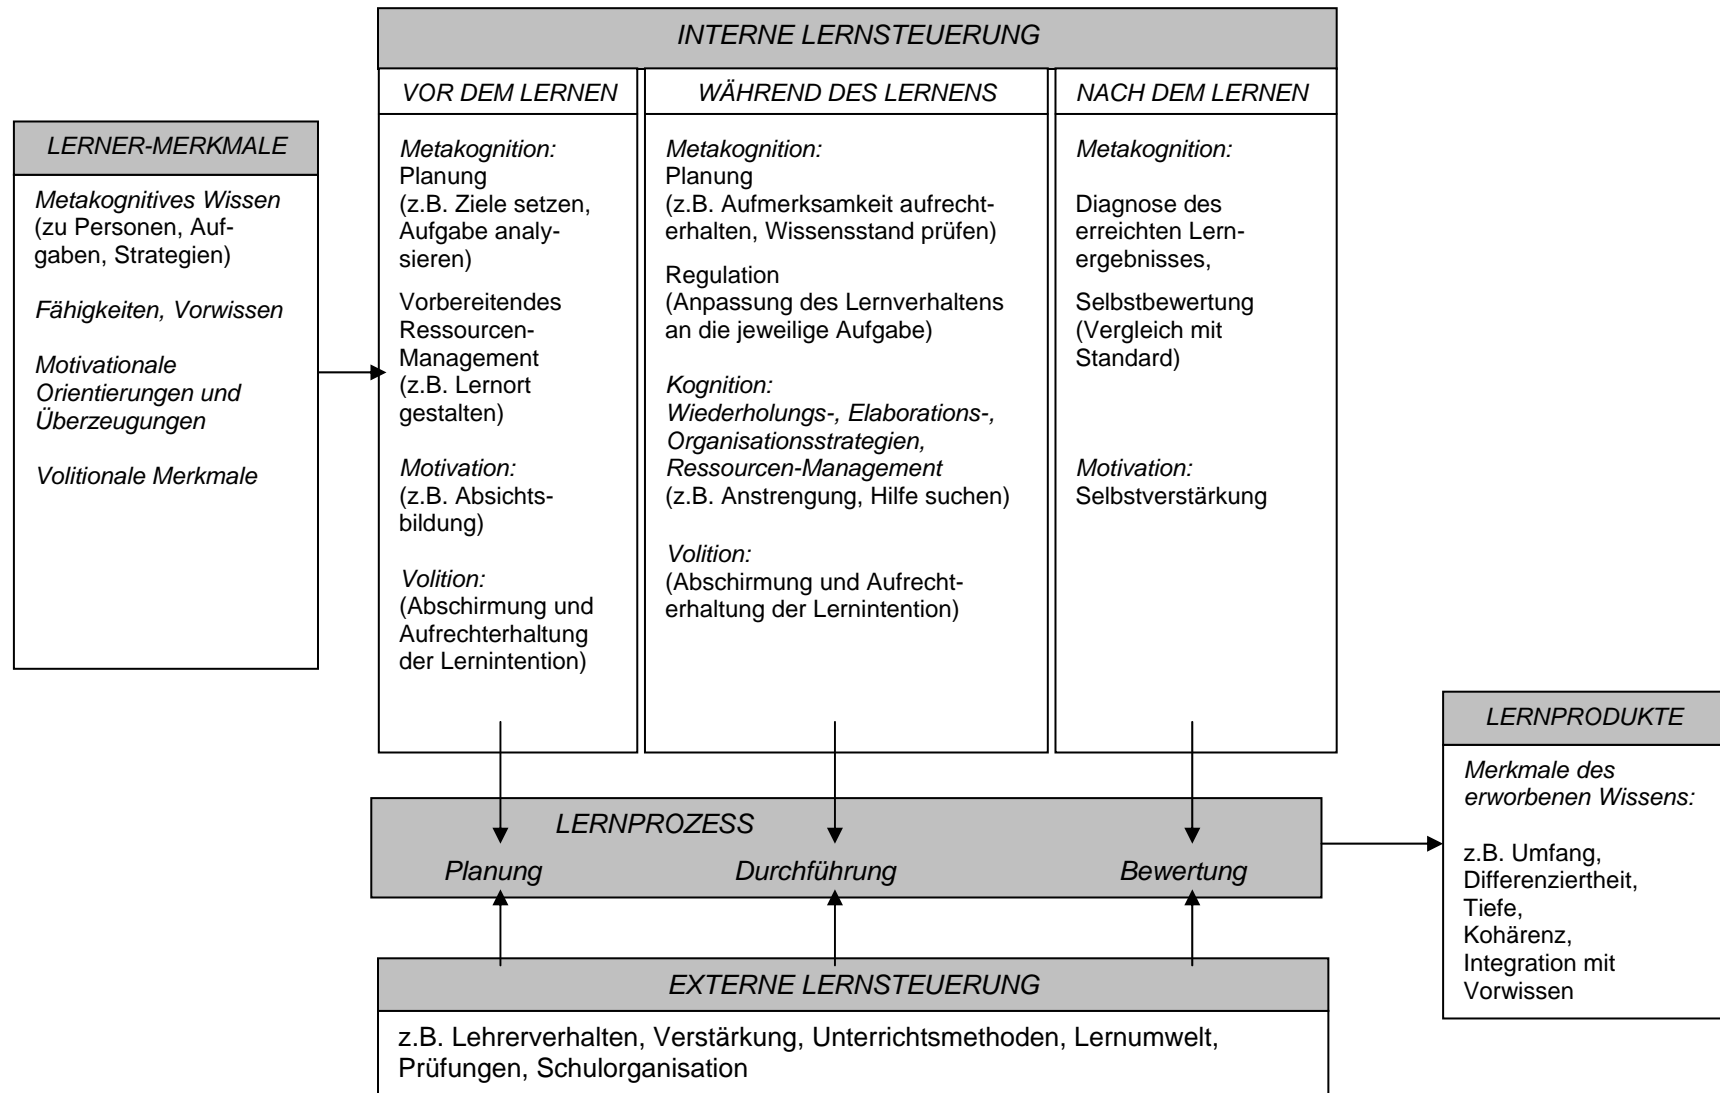 INTERNE LERNSTEUERUNG
LERNER-MERKMALE
Metakognitives Wissen
(zu Personen, Auf-
gaben, Strategien)
Fähigkeiten, Vorwissen
Motivationale
Orientierungen und
Überzeugungen
Volitionale Merkmale
VOR DEM LERNEN
Metakognition:
Planung
(z.B. Ziele setzen,
Aufgabe analy-
sieren)
Vorbereitendes
Ressourcen-
Management
(z.B. Lernort
gestalten)
Motivation:
(z.B. Absichts-
bildung)
Volition:
(Abschirmung und
Aufrechterhaltung
der Lernintention)
WÄHREND DES LERNENS
Metakognition:
Planung
(z.B. Aufmerksamkeit aufrecht-
erhalten, Wissensstand prüfen)
Regulation
(Anpassung des Lernverhaltens
an die jeweilige Aufgabe)
Kognition:
Wiederholungs-, Elaborations-,
Organisationsstrategien,
Ressourcen-Management
(z.B. Anstrengung, Hilfe suchen)
Volition:
(Abschirmung und Aufrecht-
erhaltung der Lernintention)
NACH DEM LERNEN
Metakognition:
Diagnose des
erreichten Lern-
ergebnisses,
Selbstbewertung
(Vergleich mit
Standard)
Motivation:
Selbstverstärkung
LERNPROZESS
Planung
Durchführung
Bewertung
LERNPRODUKTE
Merkmale des
erworbenen Wissens:
z.B. Umfang,
Differenziertheit,
Tiefe,
Kohärenz,
Integration mit
Vorwissen
EXTERNE LERNSTEUERUNG
z.B. Lehrerverhalten, Verstärkung, Unterrichtsmethoden, Lernumwelt,
Prüfungen, Schulorganisation